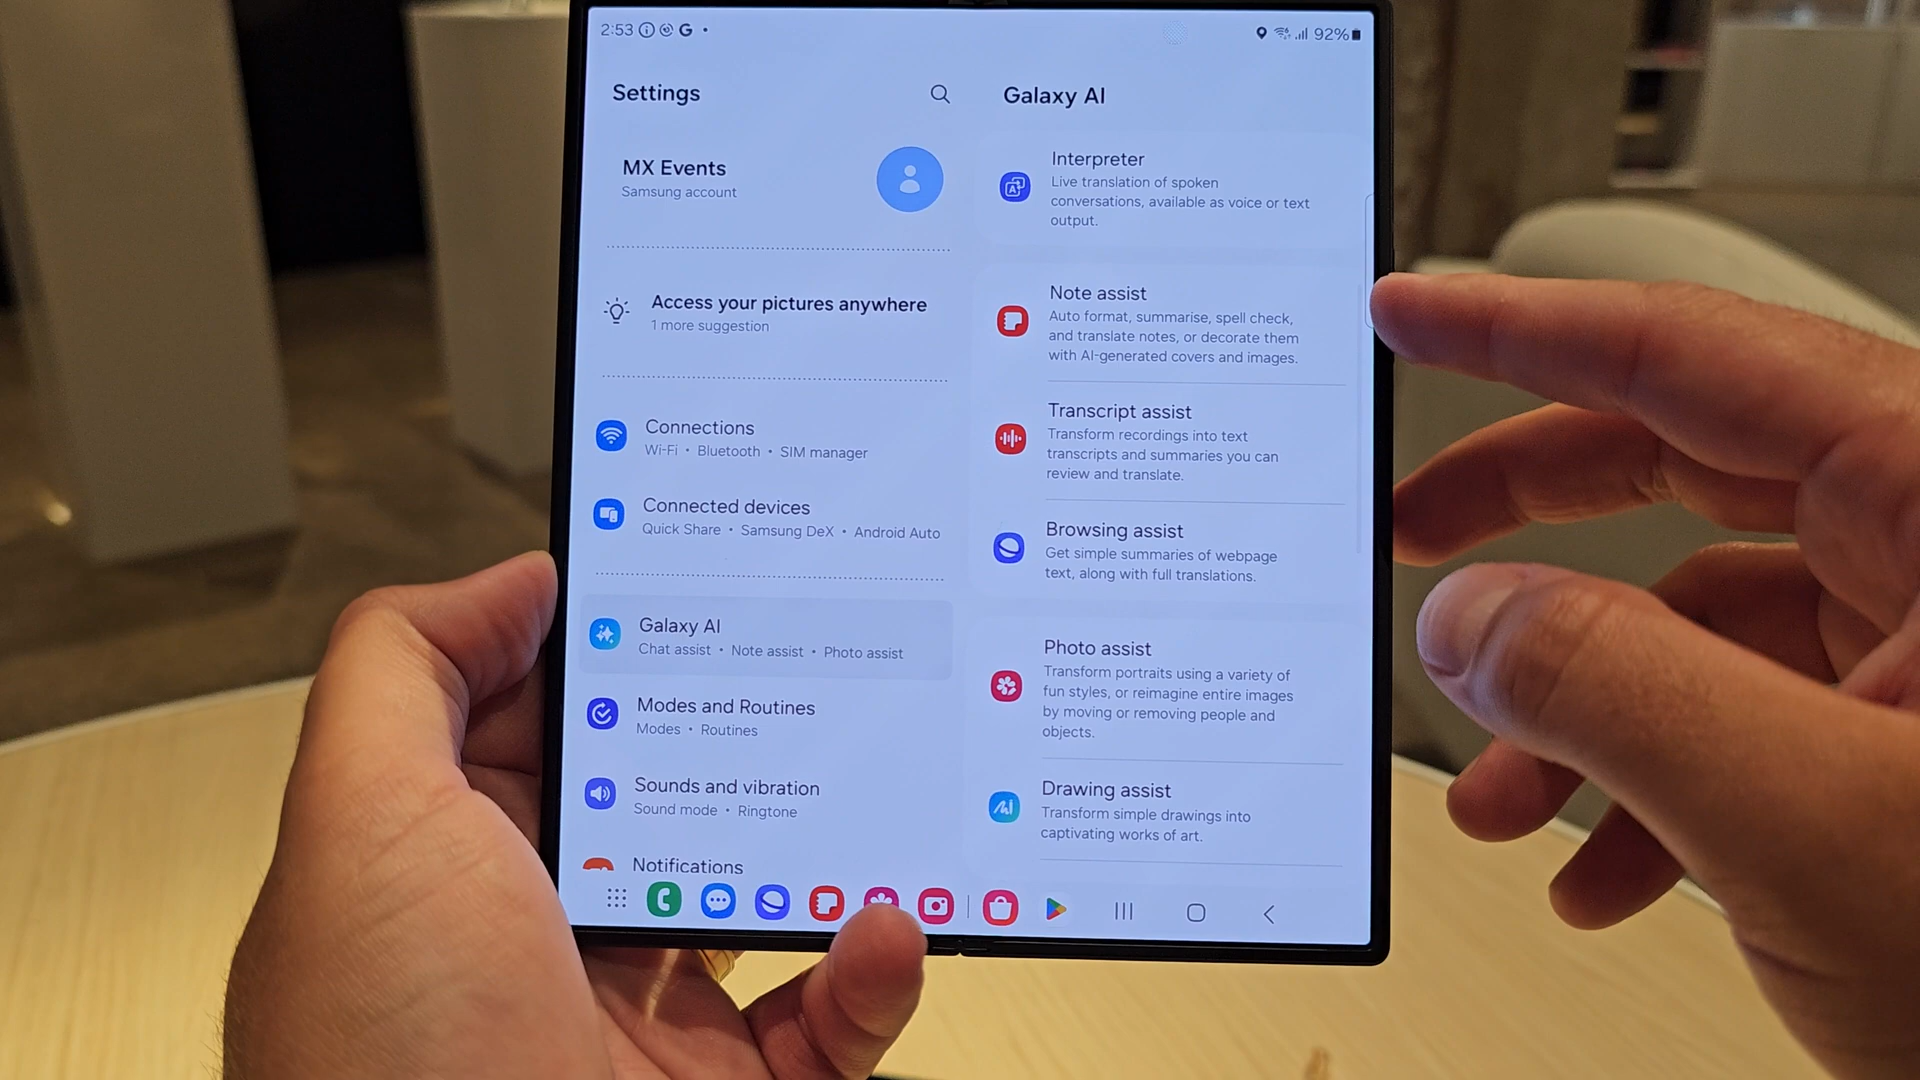 2:53
92%
Settings
MX Events
Samsung account
Access your pictures anywhere
1 more suggestion
Connections
Wi-Fi • Bluetooth • SIM manager
Connected devices
Quick Share • Samsung DeX • Android Auto
Galaxy AI
Chat assist • Note assist • Photo assist
Modes and Routines
Modes • Routines
Sounds and vibration
Sound mode • Ringtone
Notifications
Galaxy AI
Interpreter
Live translation of spoken
conversations, available as voice or text
output.
Note assist
Auto format, summarise, spell check,
and translate notes, or decorate them
with AI-generated covers and images.
Transcript assist
Transform recordings into text
transcripts and summaries you can
review and translate.
Browsing assist
Get simple summaries of webpage
text, along with full translations.
Photo assist
Transform portraits using a variety of
fun styles, or reimagine entire images
by moving or removing people and
objects.
Drawing assist
Transform simple drawings into
captivating works of art.